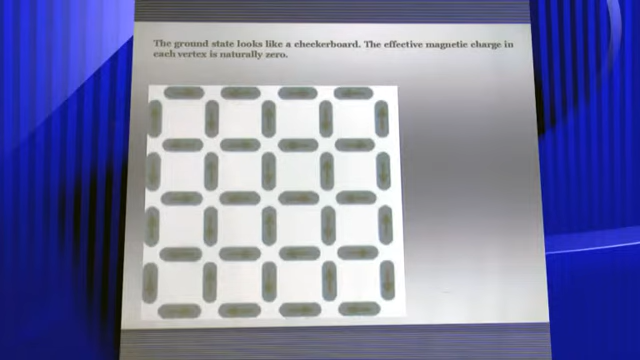 The ground state looks like a checkerboard. The effective magnetic charge in
each vertex is naturally zero.